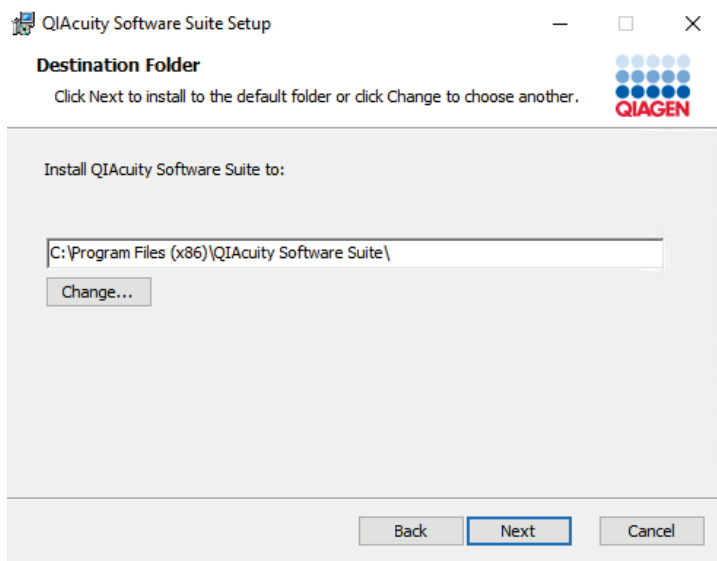 QIAcuity Software Suite Setup
Destination Folder
Click Next to install to the default folder or click Change to choose another.
QIAGEN
Install QIAcuity Software Suite to:
C:\Program Files (x86)\QIAcuity Software Suite\
Change...
Back Next Cancel